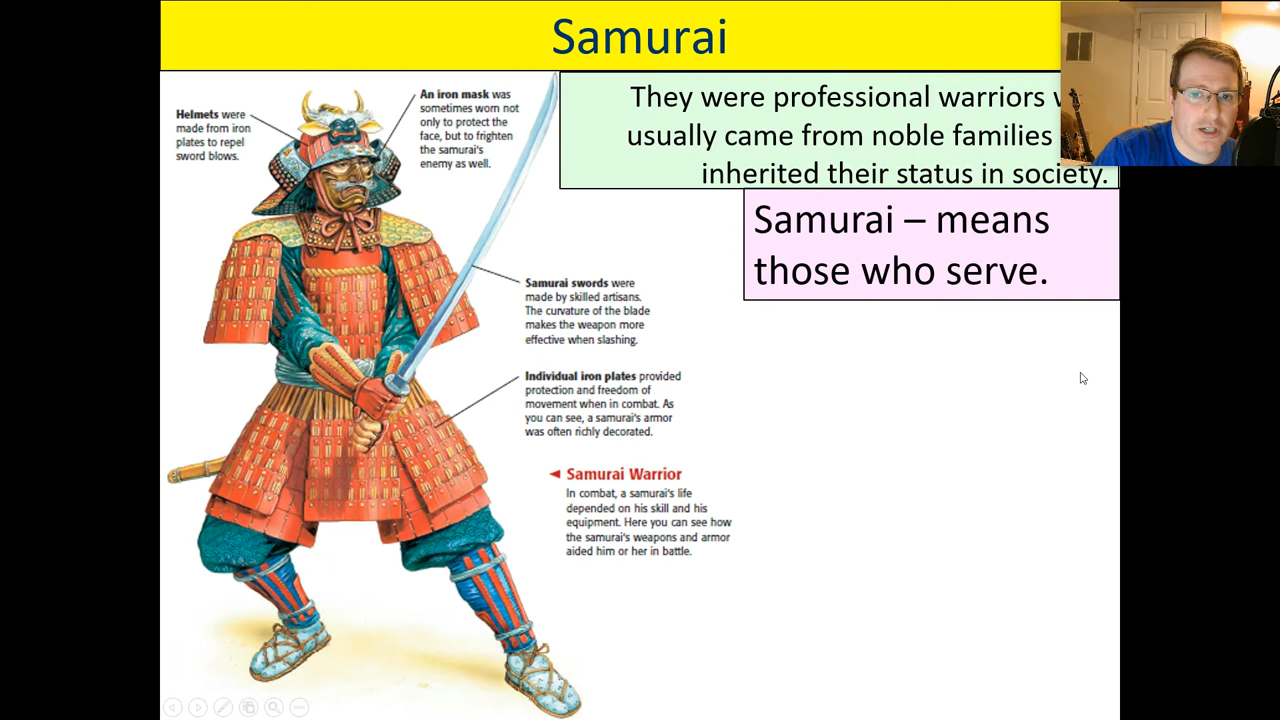 Samurai
They were professional warriors
usually came from noble families
inherited their status in society.
Samurai – means
those who serve.
Helmets were
made from iron
plates to repel
sword blows.
An iron mask was
sometimes worn not
only to protect the
face, but to frighten
the samurai's
enemy as well.
Samurai swords were
made by skilled artisans.
The curvature of the blade
makes the weapon more
effective when slashing.
Individual iron plates provided
protection and freedom of
movement when in combat. As
you can see, a samurai's armor
was often richly decorated.
Samurai Warrior
In combat, a samurai's life
depended on his skill and his
equipment. Here you can see how
the samurai's weapons and armor
aided him or her in battle.